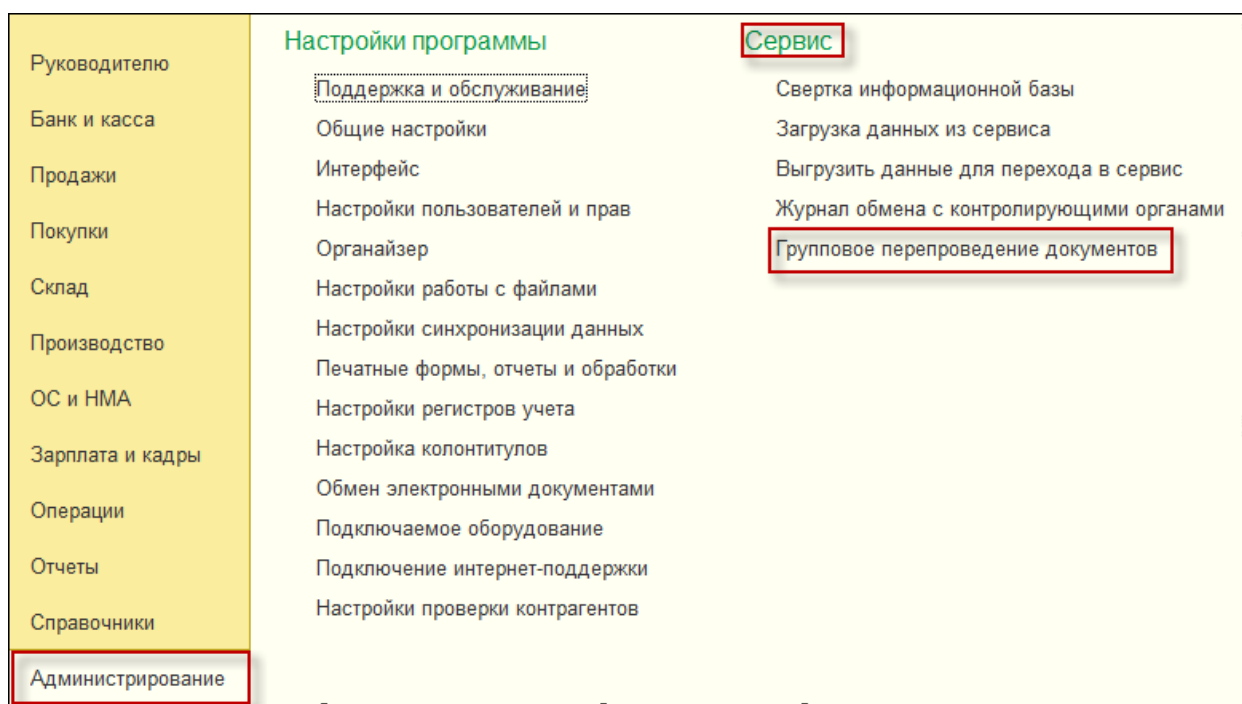 Руководителю
Банк и касса
Продажи
Покупки
Склад
Производство
ОС и НМА
Зарплата и кадры
Операции
Отчеты
Справочники
Администрирование
Настройки программы
Поддержка и обслуживание
Общие настройки
Интерфейс
Настройки пользователей и прав
Органайзер
Настройки работы с файлами
Настройки синхронизации данных
Печатные формы, отчеты и обработки
Настройки регистров учета
Настройка колонтитулов
Обмен электронными документами
Подключаемое оборудование
Подключение интернет-поддержки
Настройки проверки контрагентов
Сервис
Свертка информационной базы
Загрузка данных из сервиса
Выгрузить данные для перехода в сервис
Журнал обмена с контролирующими органами
Групповое перепроведение документов